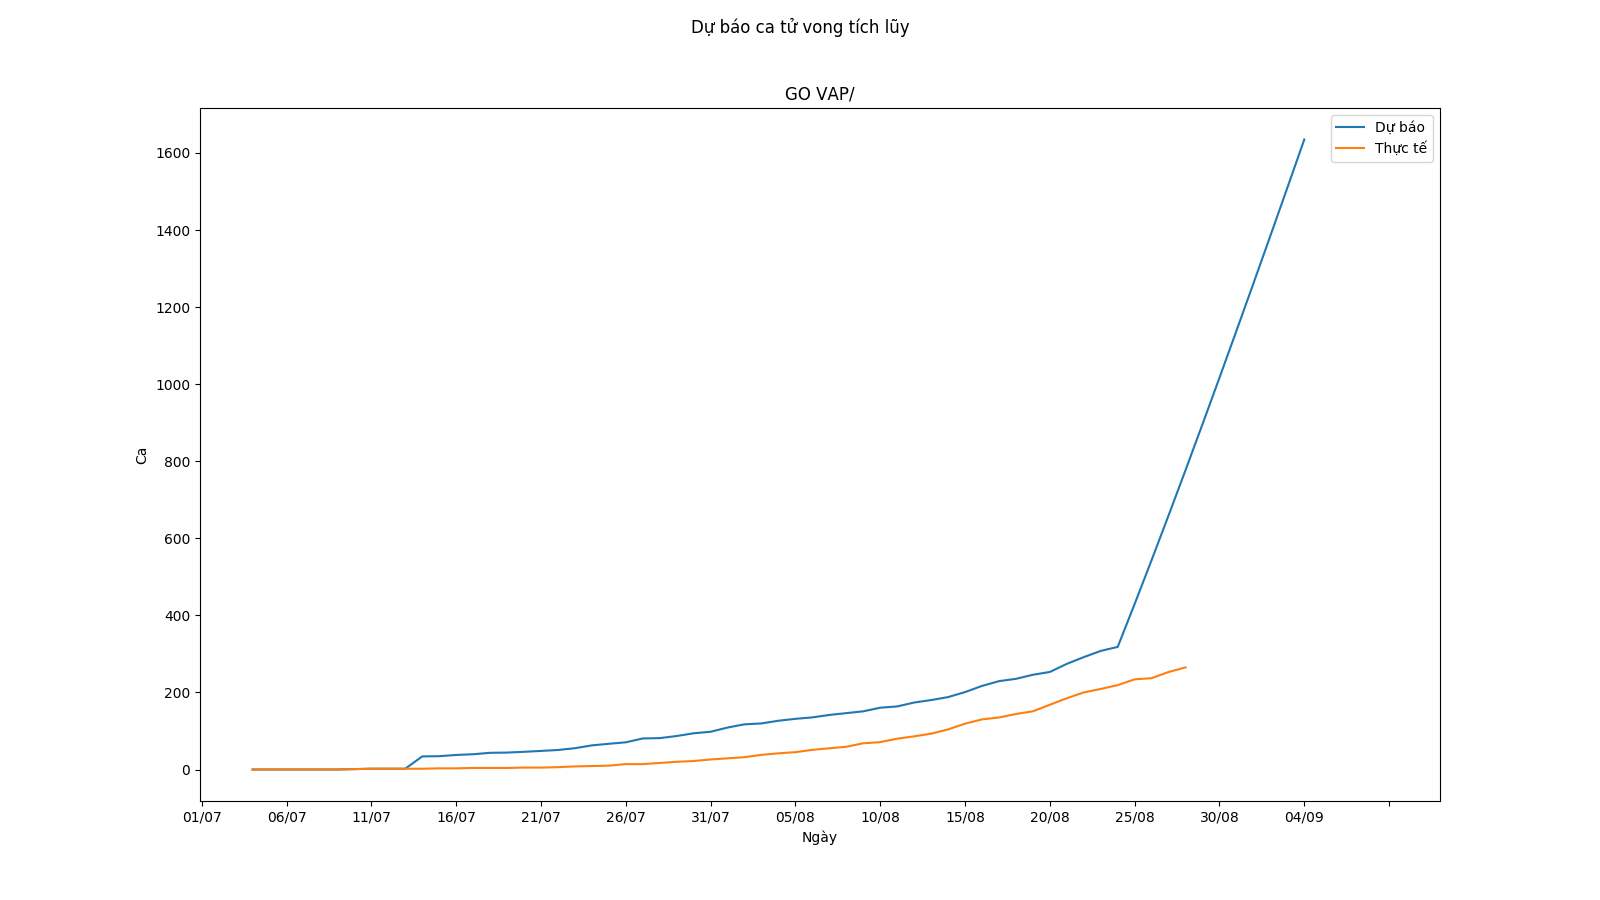 Dự báo ca tử vong tích lũy
GO VAP/
Dự báo
Thực tế
1600
1400
1200
1000
800
600
400
200
0
Ca
01/07 06/07 11/07 16/07 21/07 26/07 31/07 05/08 10/08 15/08 20/08 25/08 30/08 04/09
Ngày